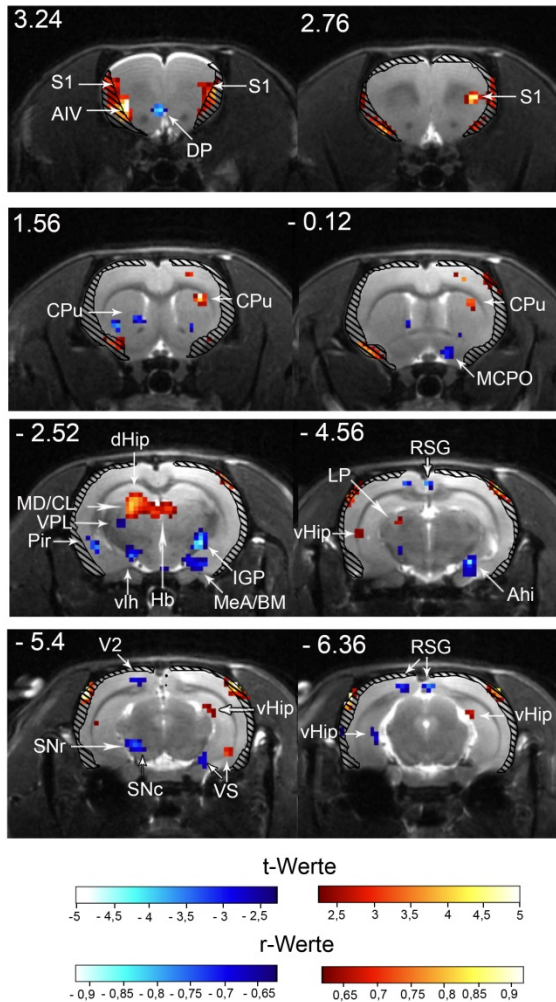 3.24
S1
AIV
S1
DP
2.76
S1
1.56
CPu
CPu
- 0.12
CPu
MCPO
- 2.52
dHip
MD/CL
VPL
Pir
vlh
Hb
IGP
MeA/BM
- 4.56
RSG
LP
vHip
Ahi
- 5.4
V2
vHip
SNr
SNc
VS
- 6.36
RSG
vHip
vHip
t-Werte
-5 -4,5 -4 -3,5 -3 -2,5
2,5 3 3,5 4 4,5 5
r-Werte
- 0,9 - 0,85 - 0,8 - 0,75 - 0,7 - 0,65
0,65 0,7 0,75 0,8 0,85 0,9